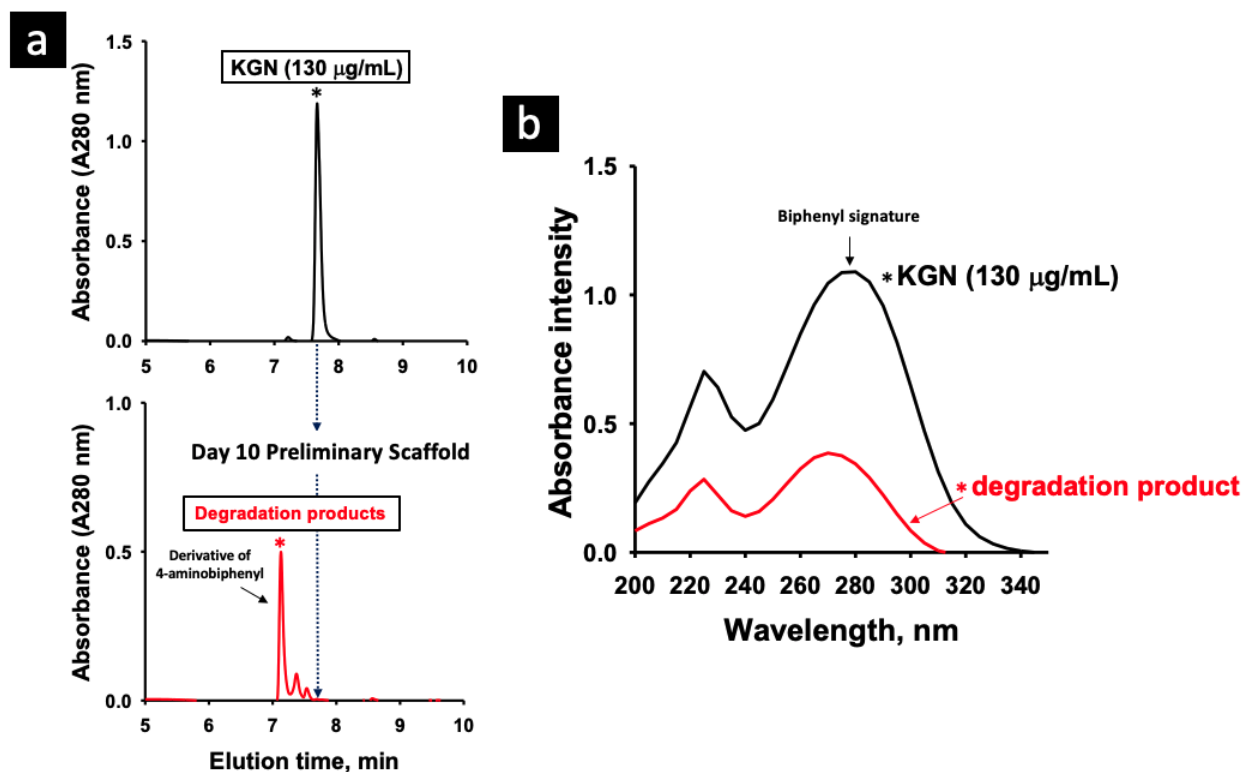 a
Absorbance (A280 nm)
1.5
1.0
0.5
0.0
KGN (130 μg/mL)
*
5 6 7 8 9 10
Absorbance (A280 nm)
1.0
0.5
0.0
Day 10 Preliminary Scaffold
Degradation products
*
Derivative of
4-aminobiphenyl
5 6 7 8 9 10
Elution time, min
b
Absorbance intensity
1.5
1.0
0.5
0.0
Biphenyl signature
* KGN (130 μg/mL)
* degradation product
200 220 240 260 280 300 320 340
Wavelength, nm